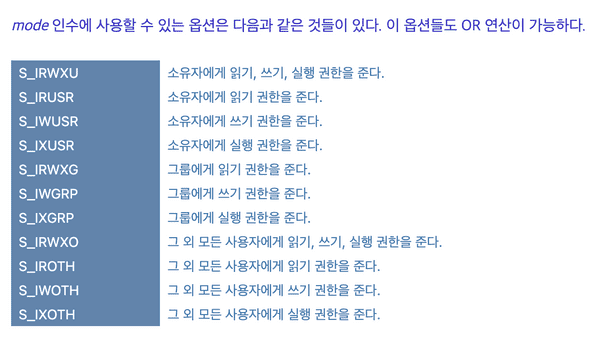 mode 인수에 사용할 수 있는 옵션은 다음과 같은 것들이 있다. 이 옵션들도 OR 연산이 가능하다.
S_IRWXU 소유자에게 읽기, 쓰기, 실행 권한을 준다.
S_IRUSR 소유자에게 읽기 권한을 준다.
S_IWUSR 소유자에게 쓰기 권한을 준다.
S_IXUSR 소유자에게 실행 권한을 준다.
S_IRWXG 그룹에게 읽기 권한을 준다.
S_IWGRP 그룹에게 쓰기 권한을 준다.
S_IXGRP 그룹에게 실행 권한을 준다.
S_IRWXO 그 외 모든 사용자에게 읽기, 쓰기, 실행 권한을 준다.
S_IROTH 그 외 모든 사용자에게 읽기 권한을 준다.
S_IWOTH 그 외 모든 사용자에게 쓰기 권한을 준다.
S_IXOTH 그 외 모든 사용자에게 실행 권한을 준다.